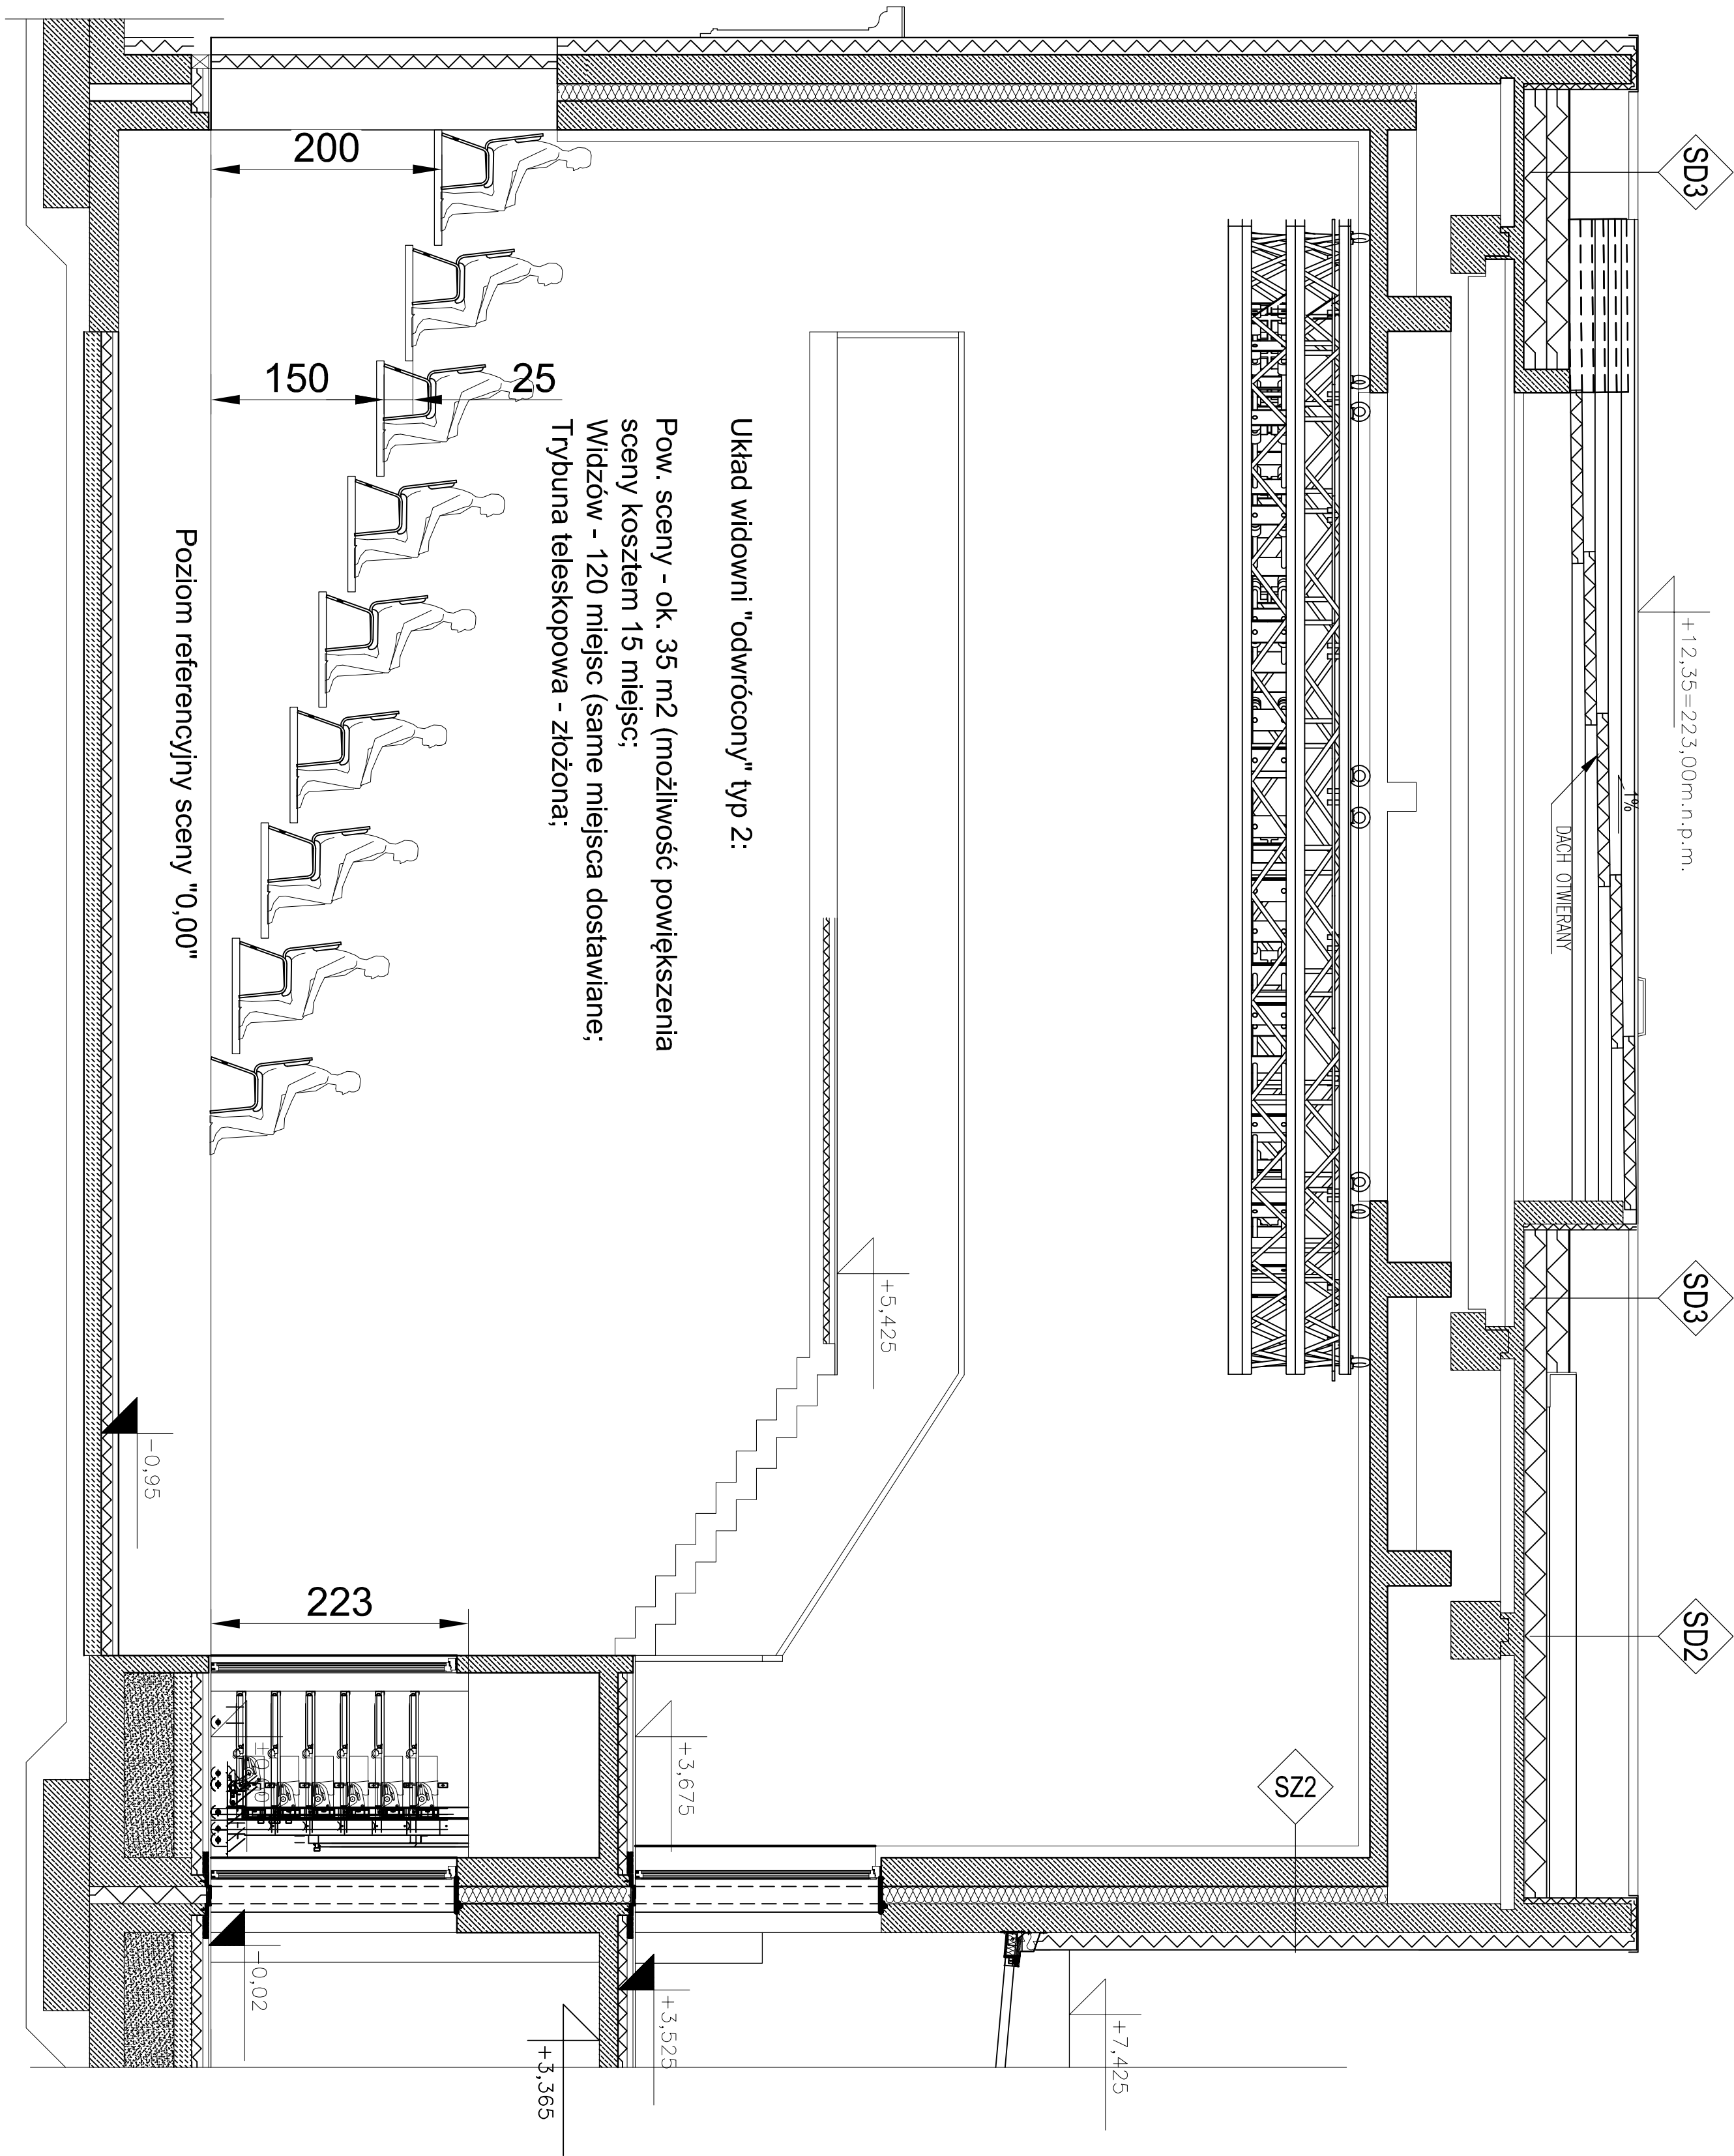 SD3
SD3
SD2
+12,35=223,00m.n.p.m.
1%
DACH OTWIERANY
SZ2
Układ widowni "odwrócony" typ 2:
Pow. sceny - ok. 35 m2 (możliwość powiększenia
sceny kosztem 15 miejsc;
Widzów - 120 miejsc (same miejsca dostawiane;
Trybuna teleskopowa - złożona;
Poziom referencyjny sceny "0,00"
200
150
25
223
+5,425
+3,675
+7,425
+3,525
+3,365
-0,02
-0,95